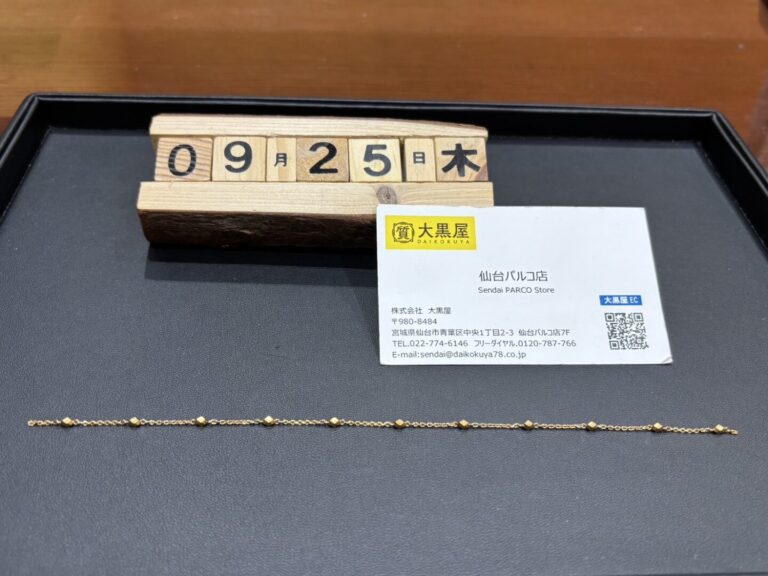 09月25日木
質 大黒屋
DAIKOKUYA
仙台パルコ店
Sendai PARCO Store
大黒屋 EC
株式会社 大黒屋
〒980-8484
宮城県仙台市青葉区中央1丁目2-3 仙台パルコ店7F
TEL.022-774-6146 フリーダイヤル.0120-787-766
E-mail:sendai@daikokuya78.co.jp